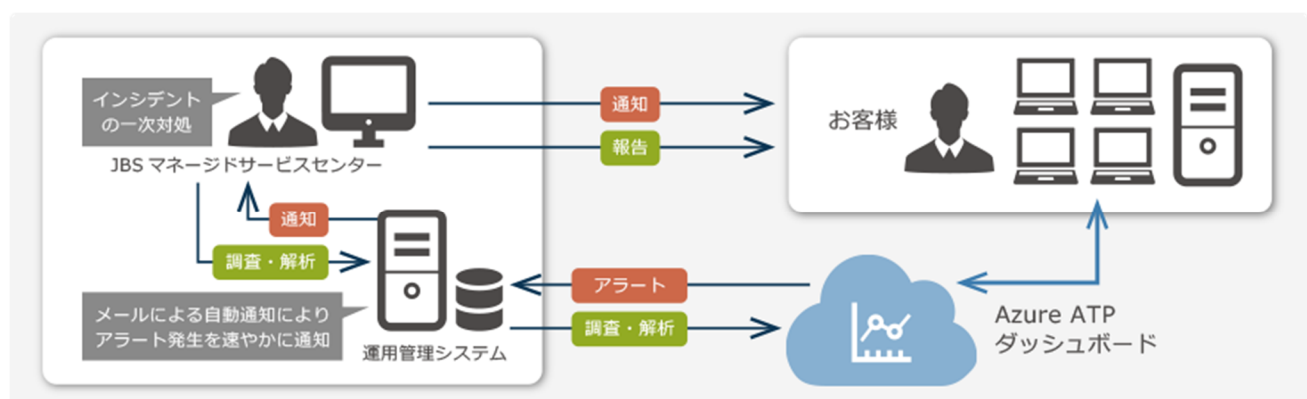 インシデント
の一次対処
JBS マネージドサービスセンター
通知
報告
お客様
通知
調査・解析
メールによる自動通知により
アラート発生を速やかに通知
運用管理システム
アラート
調査・解析
Azure ATP
ダッシュボード